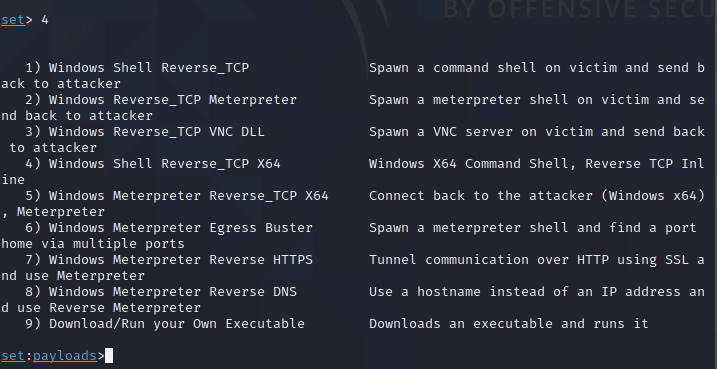 BY OFFENSIVE SECU
set> 4
1) Windows Shell Reverse_TCP Spawn a command shell on victim and send b
ack to attacker
2) Windows Reverse_TCP Meterpreter Spawn a meterpreter shell on victim and se
nd back to attacker
3) Windows Reverse_TCP VNC DLL Spawn a VNC server on victim and send back
to attacker
4) Windows Shell Reverse_TCP X64 Windows X64 Command Shell, Reverse TCP Inl
ine
5) Windows Meterpreter Reverse_TCP X64 Connect back to the attacker (Windows x64)
, Meterpreter
6) Windows Meterpreter Egress Buster Spawn a meterpreter shell and find a port
home via multiple ports
7) Windows Meterpreter Reverse HTTPS Tunnel communication over HTTP using SSL a
nd use Meterpreter
8) Windows Meterpreter Reverse DNS Use a hostname instead of an IP address an
d use Reverse Meterpreter
9) Download/Run your Own Executable Downloads an executable and runs it
set:payloads>